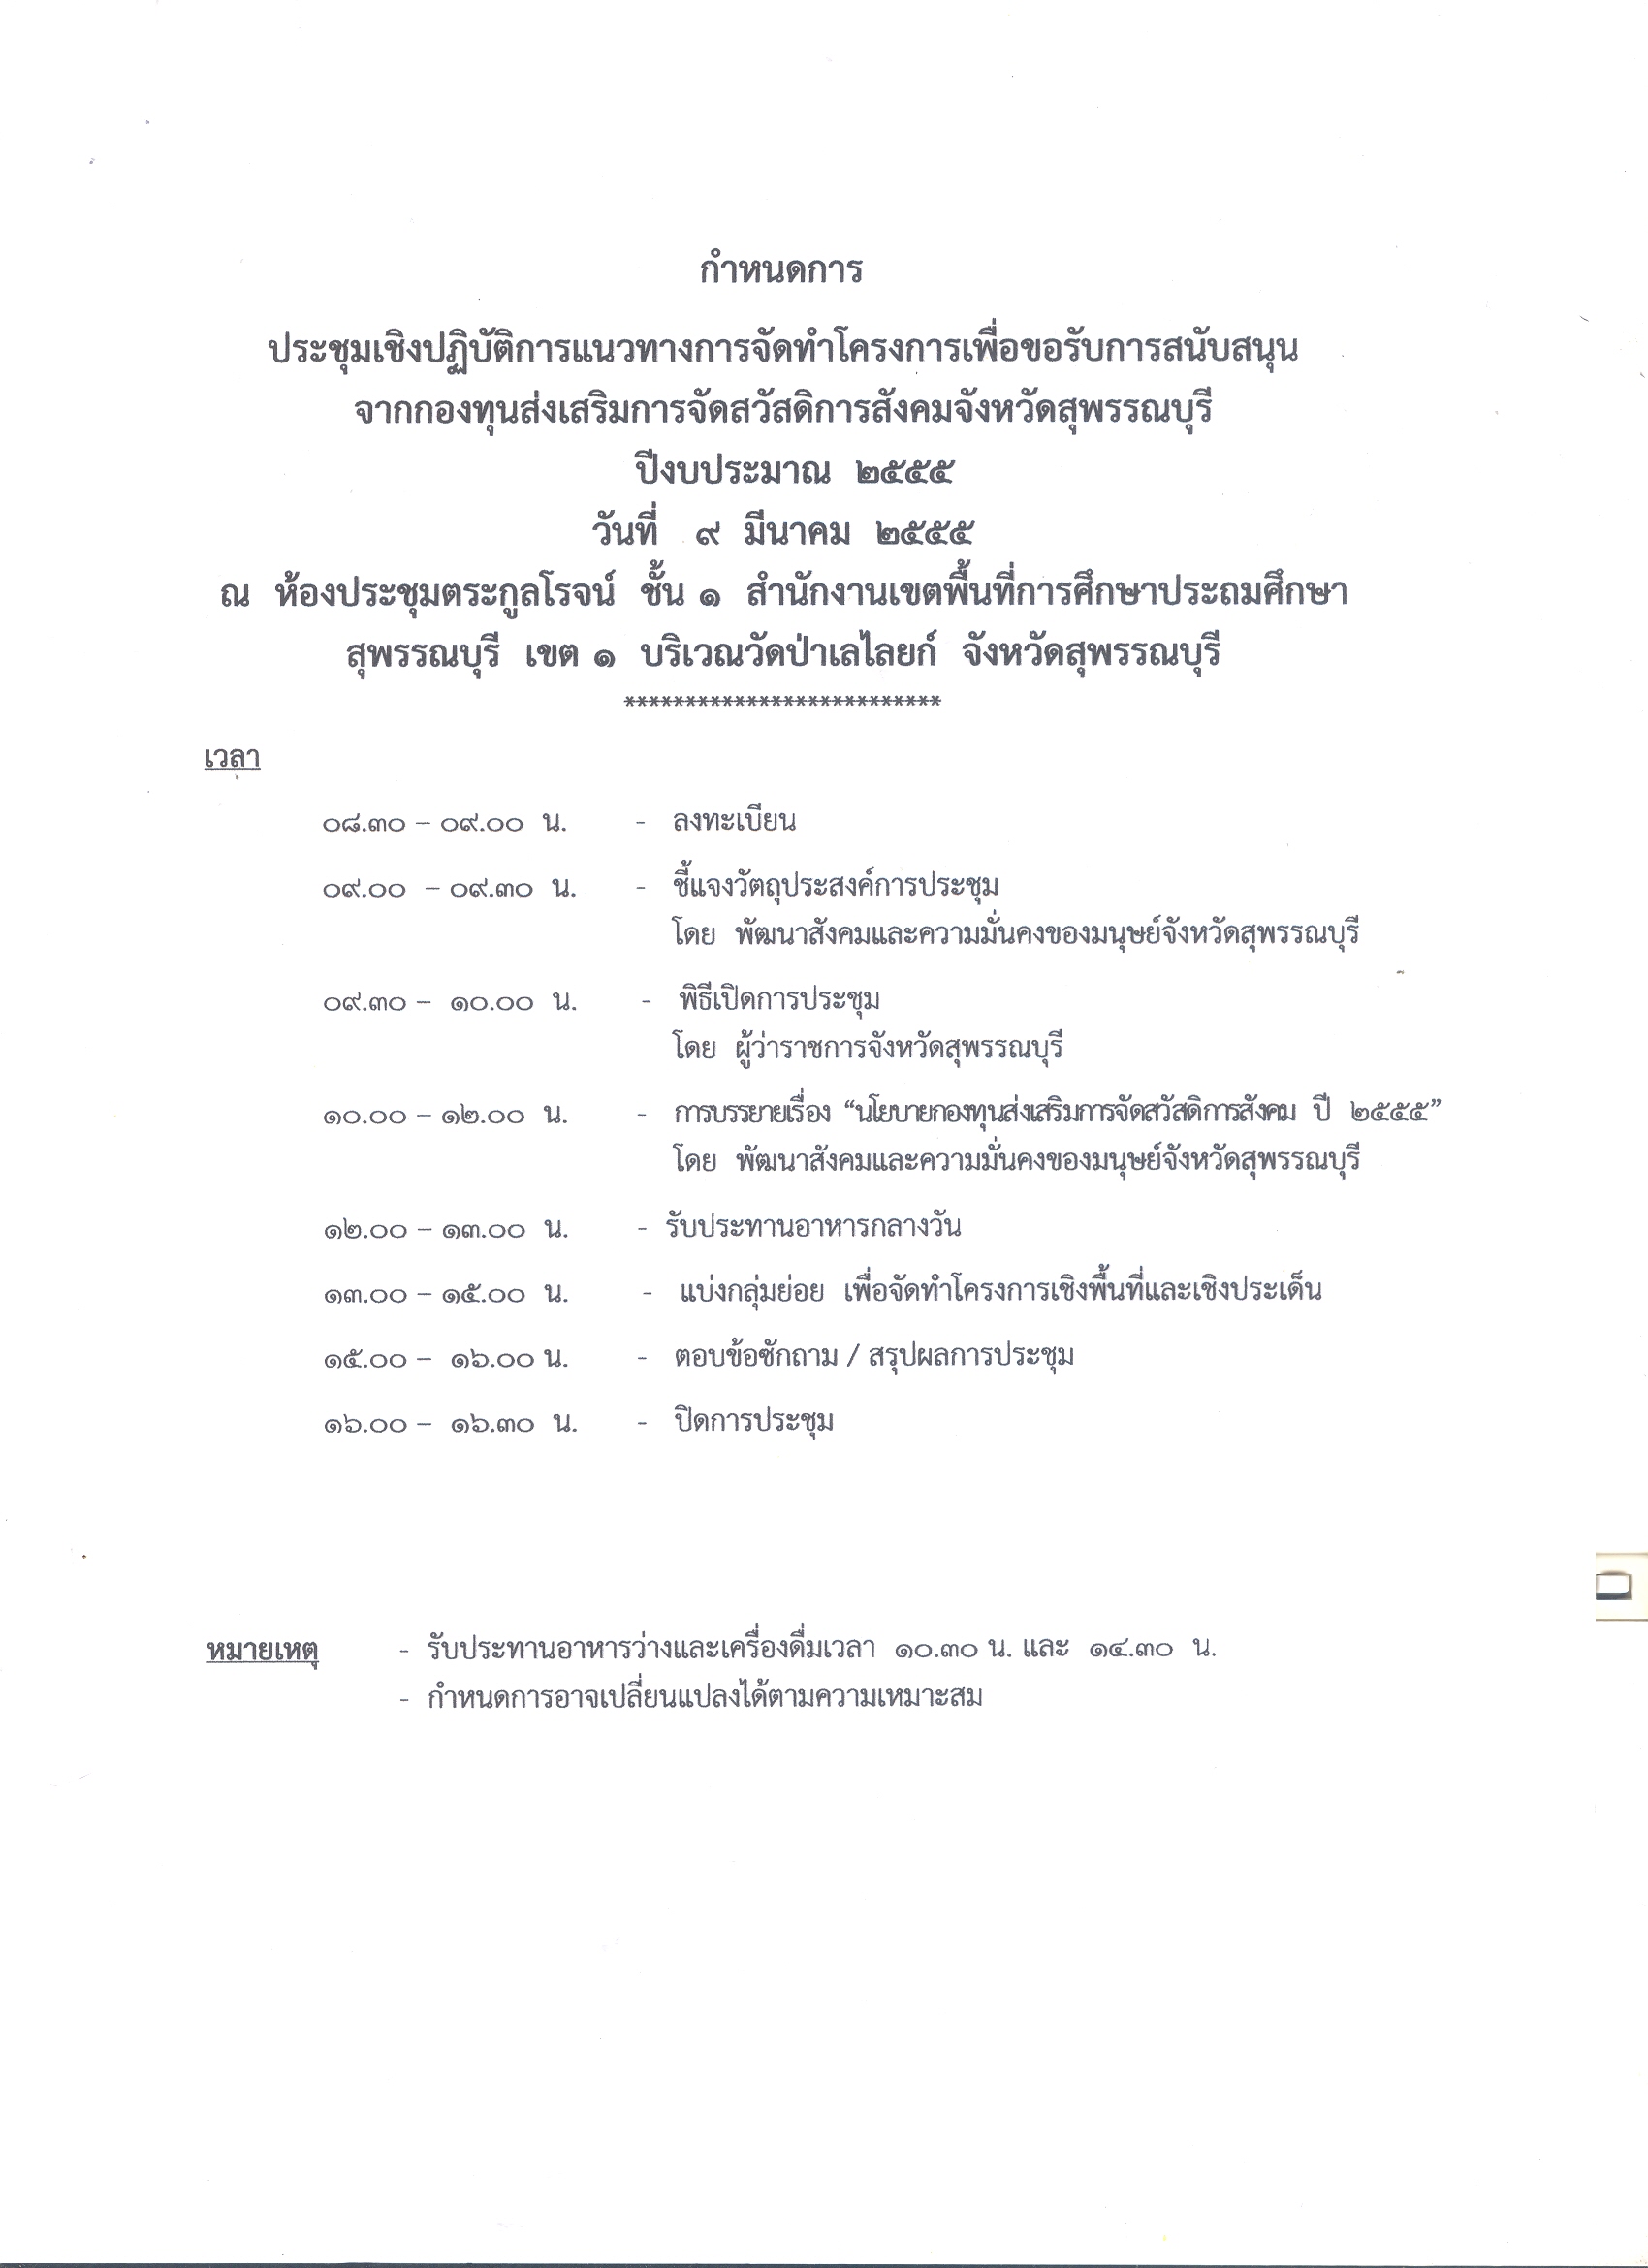 กำหนดการ
ประชุมเชิงปฏิบัติการแนวทางการจัดทำโครงการเพื่อขอรับการสนับสนุน
จากกองทุนส่งเสริมการจัดสวัสดิการสังคมจังหวัดสุพรรณบุรี
ปีงบประมาณ ๒๕๕๕
วันที่ ๙ มีนาคม ๒๕๕๕
ณ ห้องประชุมตระกูลโรจน์ ชั้น ๑ สำนักงานเขตพื้นที่การศึกษาประถมศึกษา
สุพรรณบุรี เขต ๑ บริเวณวัดป่าเลไลยก์ จังหวัดสุพรรณบุรี
**************************
เวลา
๐๘.๓๐ – ๐๙.๐๐ น. - ลงทะเบียน
๐๙.๐๐ – ๐๙.๓๐ น. - ชี้แจงวัตถุประสงค์การประชุม
โดย พัฒนาสังคมและความมั่นคงของมนุษย์จังหวัดสุพรรณบุรี
๐๙.๓๐ – ๑๐.๐๐ น. - พิธีเปิดการประชุม
โดย ผู้ว่าราชการจังหวัดสุพรรณบุรี
๑๐.๐๐ – ๑๒.๐๐ น. - การบรรยายเรื่อง “นโยบายกองทุนส่งเสริมการจัดสวัสดิการสังคม ปี ๒๕๕๕”
โดย พัฒนาสังคมและความมั่นคงของมนุษย์จังหวัดสุพรรณบุรี
๑๒.๐๐ – ๑๓.๐๐ น. - รับประทานอาหารกลางวัน
๑๓.๐๐ – ๑๕.๐๐ น. - แบ่งกลุ่มย่อย เพื่อจัดทำโครงการเชิงพื้นที่และเชิงประเด็น
๑๕.๐๐ – ๑๖.๐๐ น. - ตอบข้อซักถาม / สรุปผลการประชุม
๑๖.๐๐ – ๑๖.๓๐ น. - ปิดการประชุม
หมายเหตุ - รับประทานอาหารว่างและเครื่องดื่มเวลา ๑๐.๓๐ น. และ ๑๔.๓๐ น.
- กำหนดการอาจเปลี่ยนแปลงได้ตามความเหมาะสม